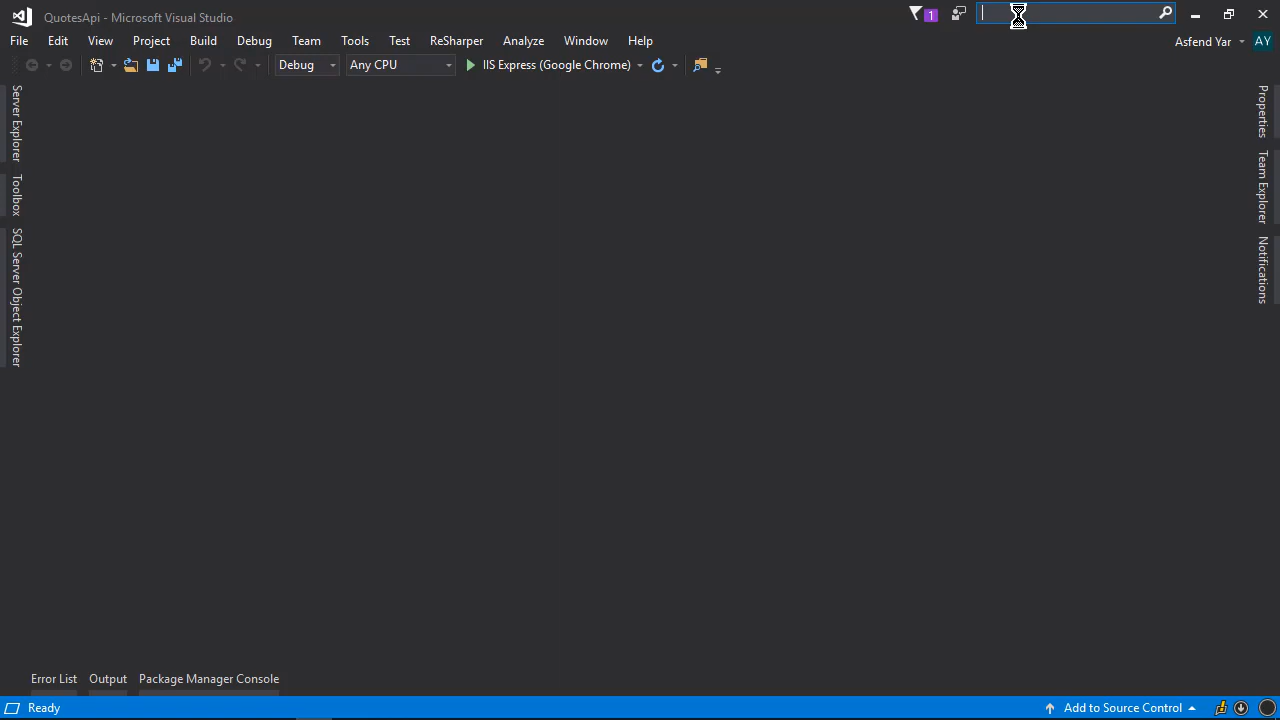 QuotesApi - Microsoft Visual Studio
1
File Edit View Project Build Debug Team Tools Test ReSharper Analyze Window Help
Asfend Yar AY
Debug Any CPU IIS Express (Google Chrome)
Server Explorer
Toolbox
SQL Server Object Explorer
Properties
Team Explorer
Notifications
Error List Output Package Manager Console
Ready Add to Source Control